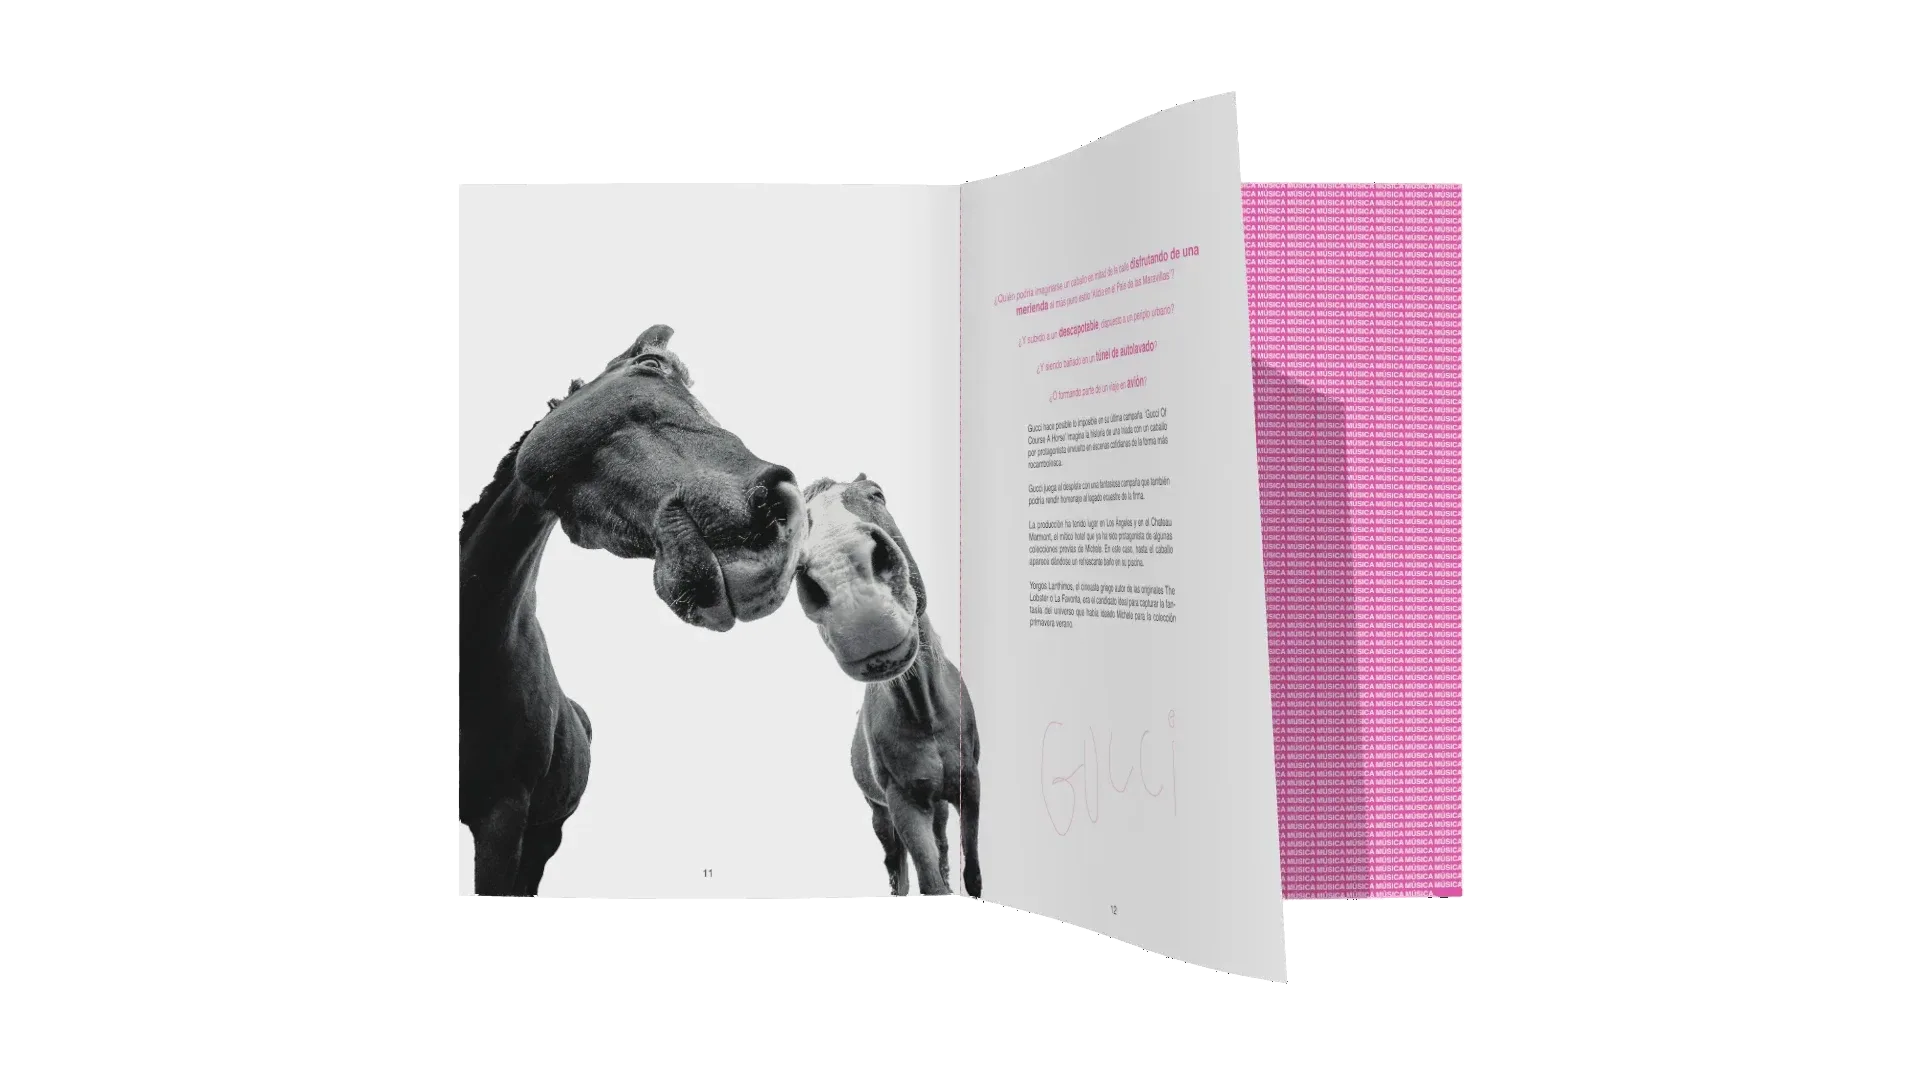 11
¿Quién podría imaginarse un caballo en mitad de la calle disfrutando de una
merienda al más puro estilo 'Alicia en el País de las Maravillas'?
¿Y subido a un descapotable dispuesto a un periplo urbano?
¿Y siendo bañado en un túnel de autolavado?
¿O formando parte de un viaje en avión?
Gucci hace posible lo imposible en su última campaña. 'Gucci Of
Course A Horse' imagina la historia de una triada con un caballo
por protagonista envuelto en escenas cotidianas de la forma más
rocambolesca.
Gucci juega al despiste con una fantasiosa campaña que también
podría rendir homenaje al legado ecuestre de la firma.
La producción ha tenido lugar en Los Ángeles y en el Chateau
Marmont, el mítico hotel que ya ha sido protagonista de algunas
colecciones previas de Michele. En este caso, hasta el caballo
aparece dándose un refrescante baño en su piscina.
Yorgos Lanthimos, el cineasta griego autor de las originales The
Lobster o La Favorita, era el candidato ideal para capturar la fan-
tasía del universo que había ideado Michele para la colección
primavera verano.
GUCCI
12
MÚSICA MÚSICA MÚSICA MÚSICA MÚSICA MÚSICA MÚSICA